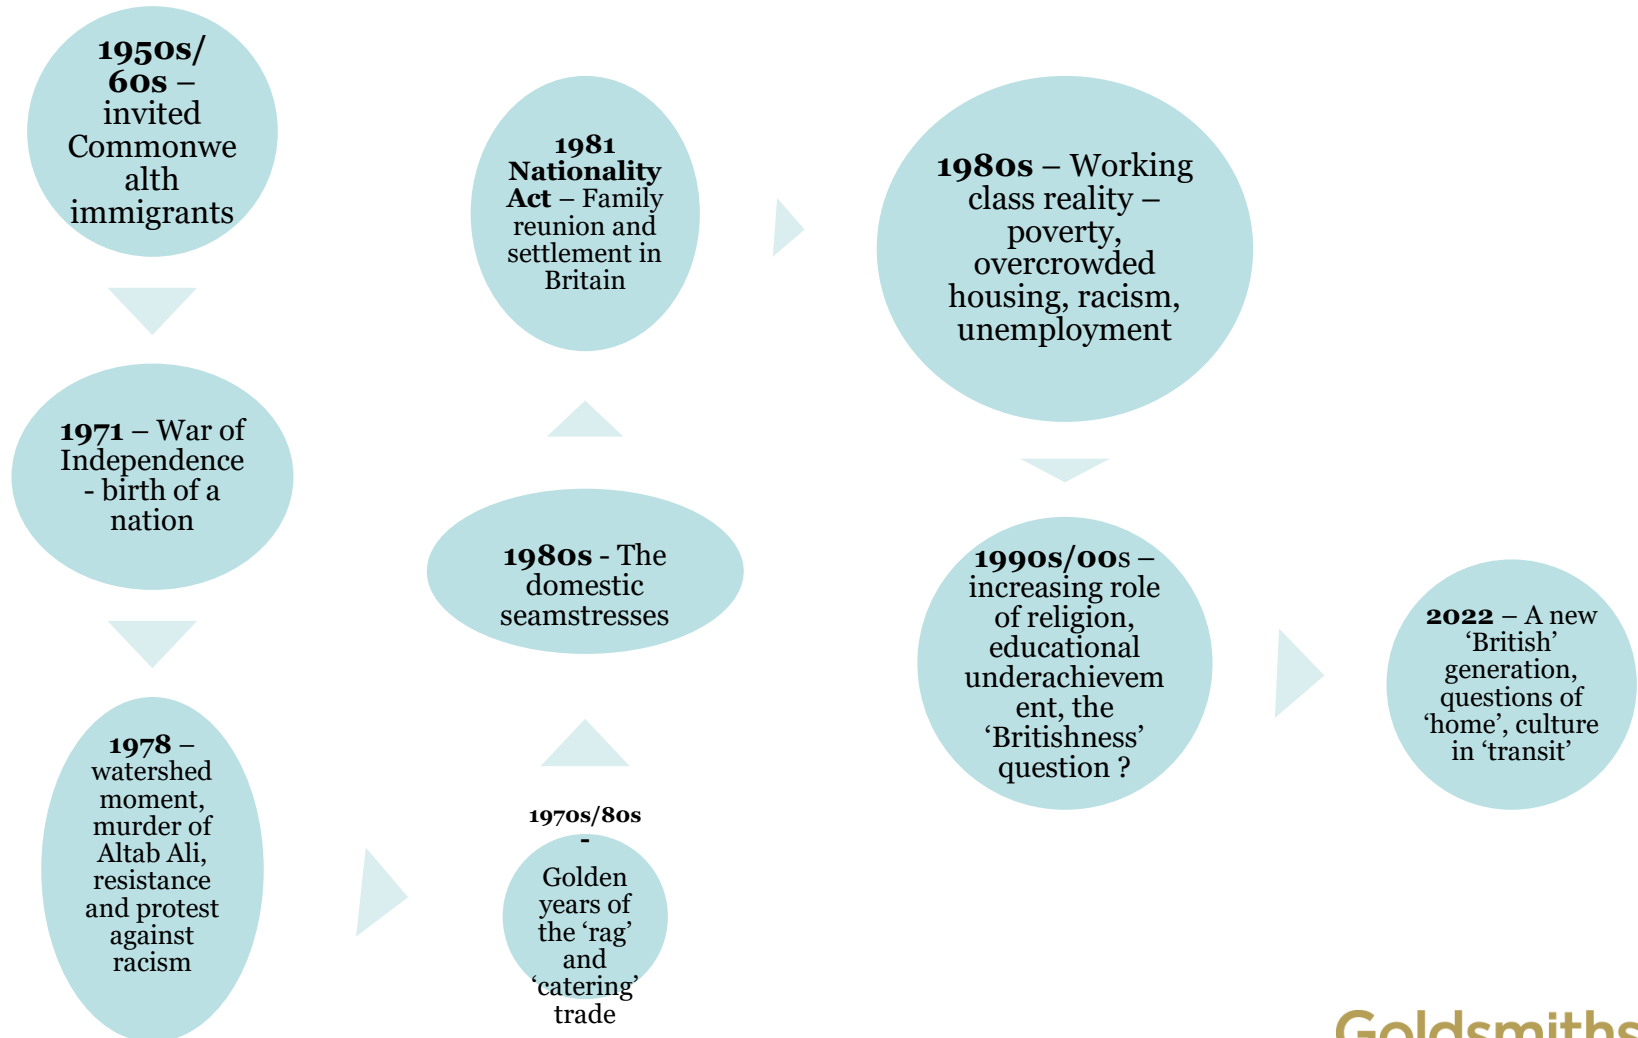 1950s/
60s –
invited
Commonwe
alth
immigrants
1971 – War of
Independence
- birth of a
nation
1978 –
watershed
moment,
murder of
Altab Ali,
resistance
and protest
against
racism
1970s/80s
-
Golden
years of
the ‘rag’
and
‘catering’
trade
1980s - The
domestic
seamstresses
1981
Nationality
Act – Family
reunion and
settlement in
Britain
1980s – Working
class reality –
poverty,
overcrowded
housing, racism,
unemployment
1990s/00s –
increasing role
of religion,
educational
underachievem
ent, the
‘Britishness’
question ?
2022 – A new
‘British’
generation,
questions of
‘home’, culture
in ‘transit’
Goldsmiths